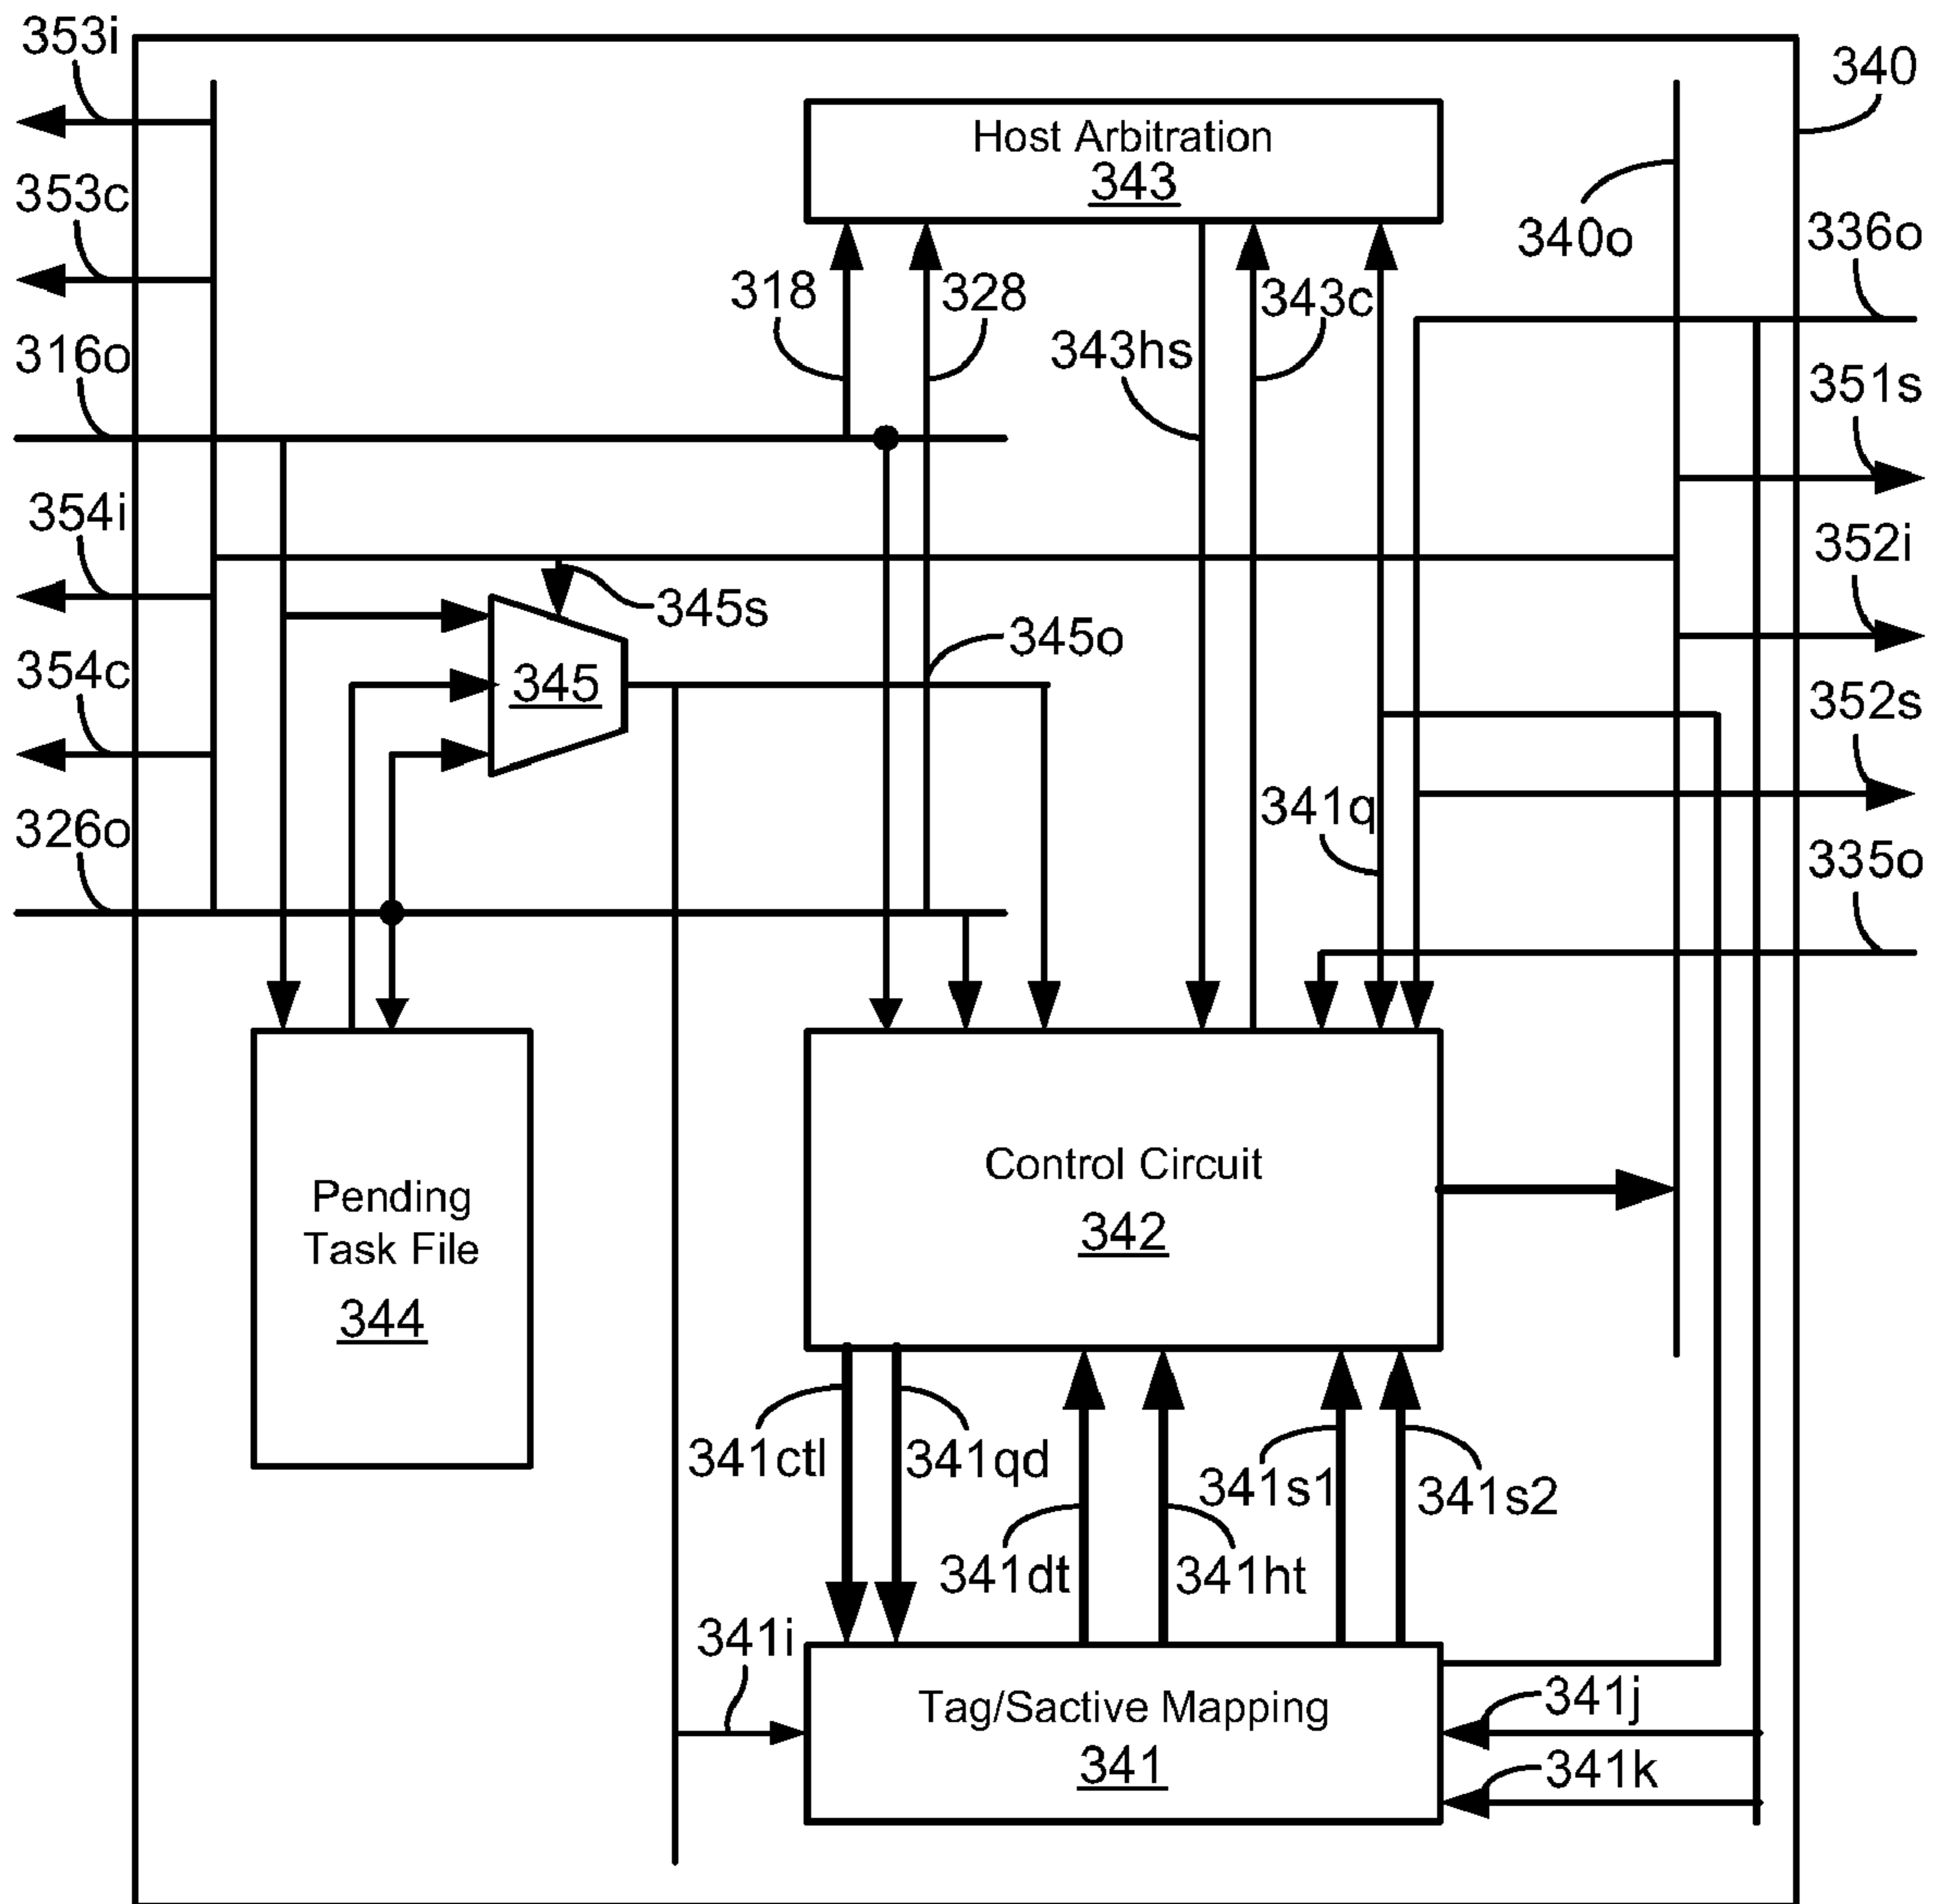 353i
340
Host Arbitration
343
353c
340o
336o
318
328
343c
316o
343hs
351s
354i
352i
345s
345o
354c
345
352s
341q
326o
335o
Control Circuit
342
Pending
Task File
344
341ctl
341qd
341s1
341s2
341dt
341ht
341i
Tag/Sactive Mapping
341
341j
341k